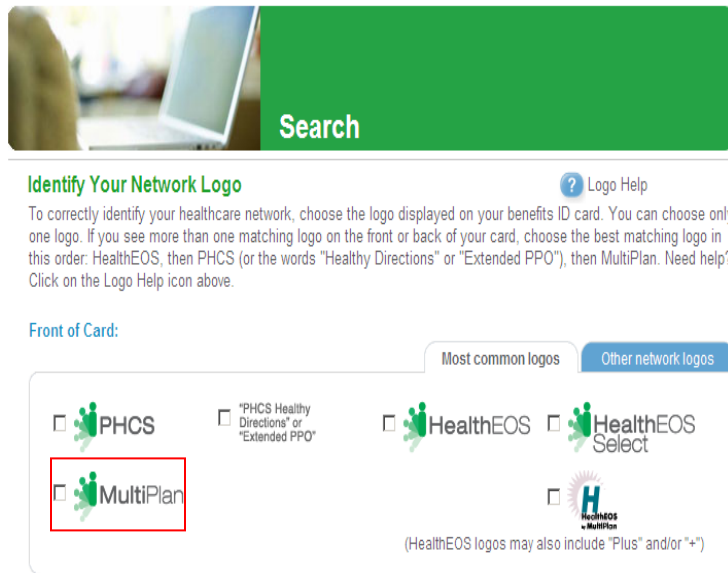 Search
Identify Your Network Logo
Logo Help
To correctly identify your healthcare network, choose the logo displayed on your benefits ID card. You can choose onl
one logo. If you see more than one matching logo on the front or back of your card, choose the best matching logo in
this order: HealthEOS, then PHCS (or the words "Healthy Directions" or "Extended PPO"), then MultiPlan. Need help?
Click on the Logo Help icon above.
Front of Card:
Most common logos
Other network logos
PHCS
"PHCS Healthy
Directions" or
"Extended PPO"
HealthEOS
HealthEOS
Select
MultiPlan
H
HealthEOS
by MultiPlan
(HealthEOS logos may also include "Plus" and/or "+")